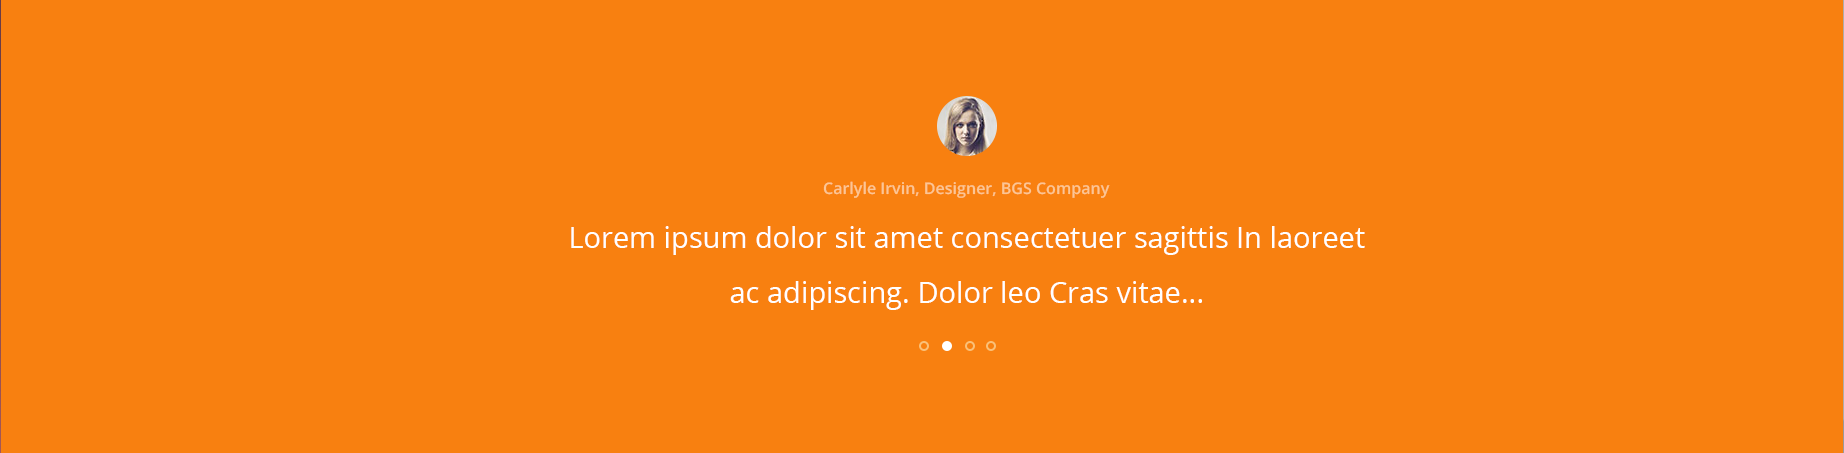 Carlyle Irvin, Designer, BGS Company
Lorem ipsum dolor sit amet consectetuer sagittis In laoreet
ac adipiscing. Dolor leo Cras vitae...